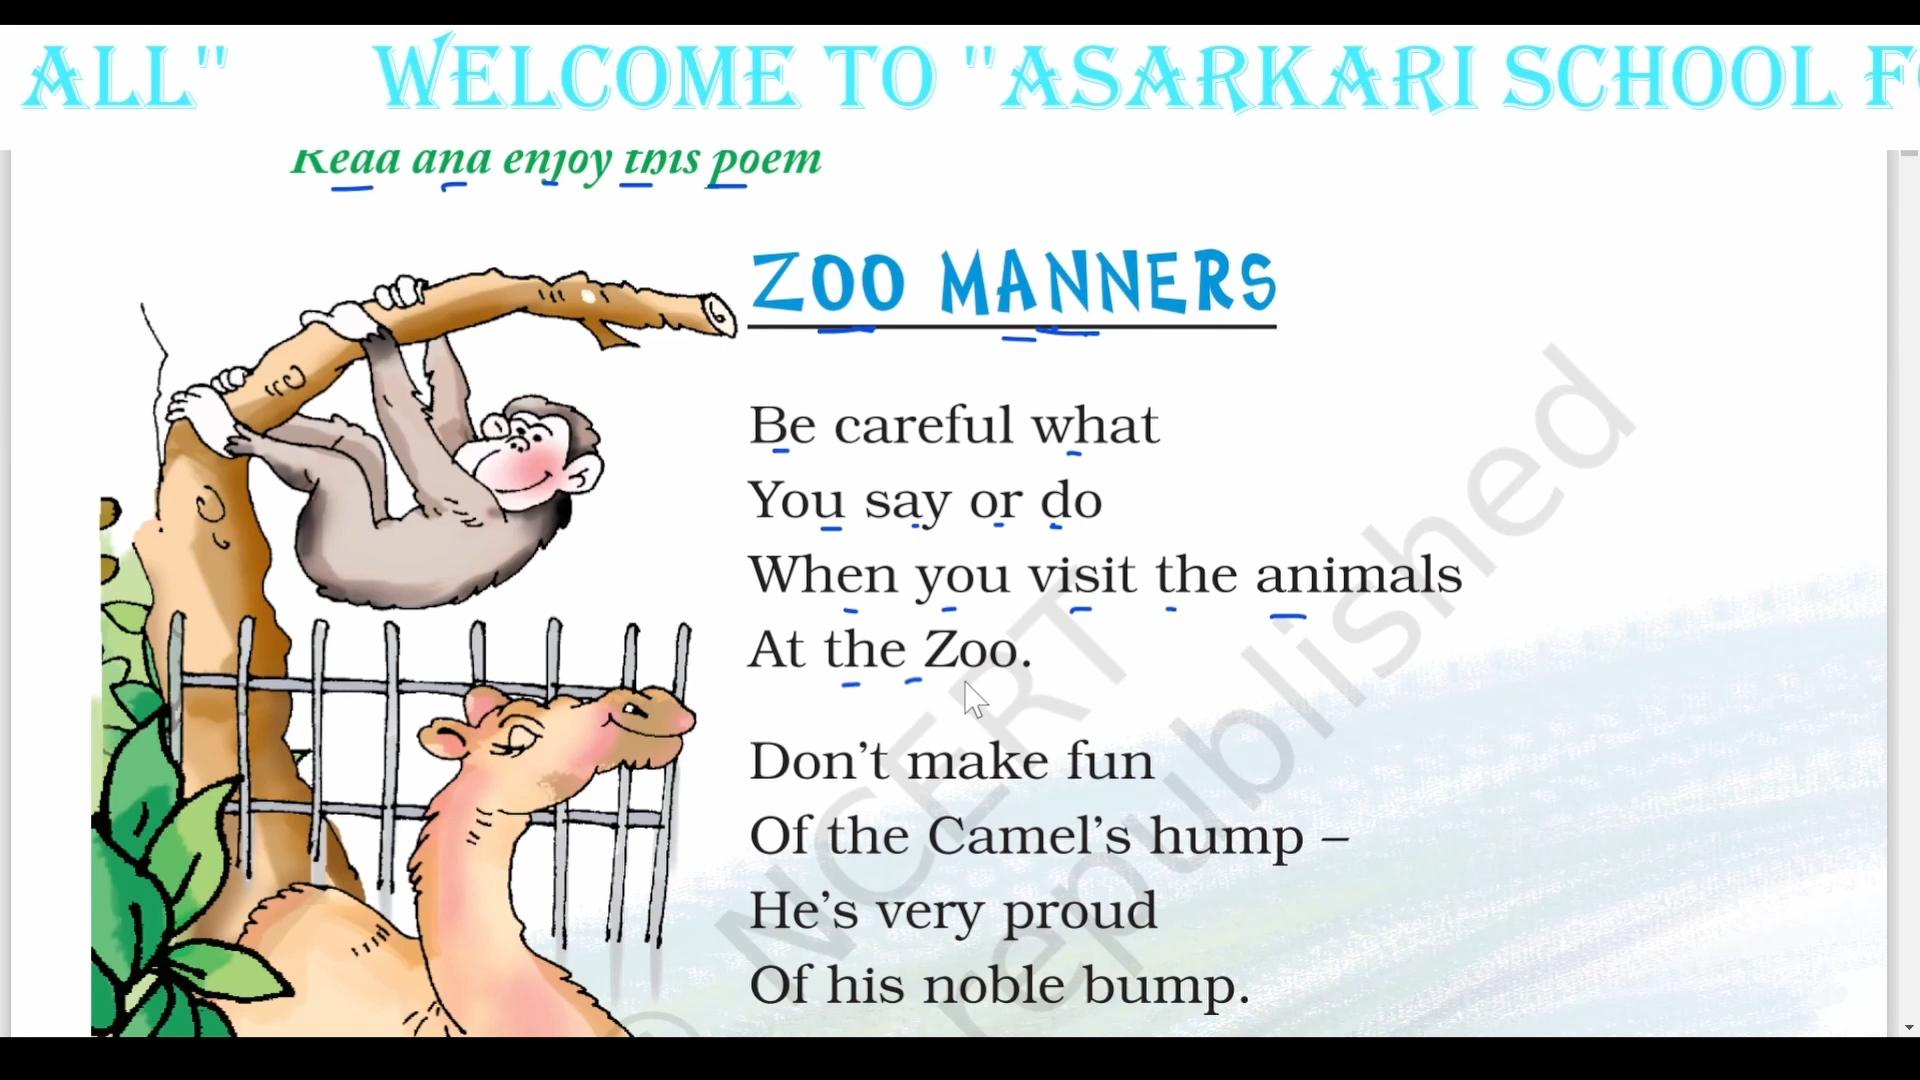 ALL" WELCOME TO "ASARKARI SCHOOL
Read and enjoy this poem
ZOO MANNERS
Be careful what
You say or do
When you visit the animals
At the Zoo.
Don't make fun
Of the Camel's hump –
He's very proud
Of his noble bump.
© NCERT
republished